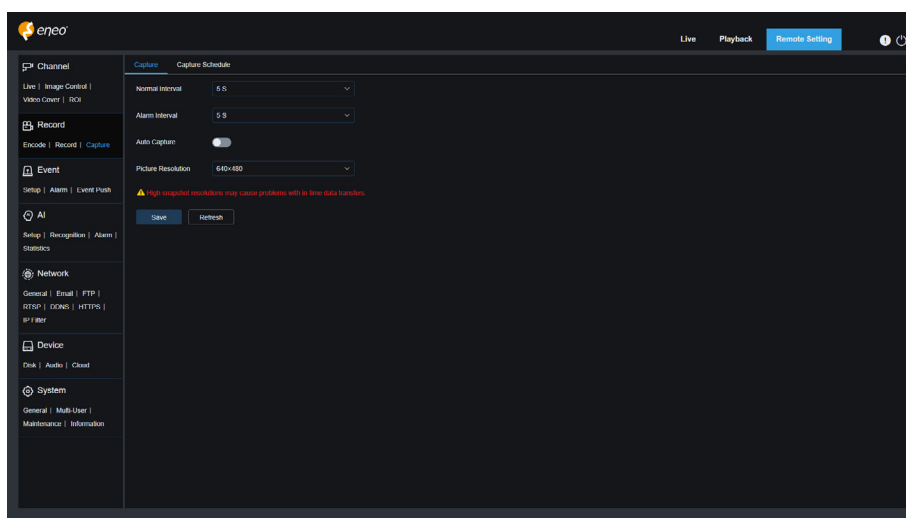 eneo
Live Playback Remote Setting
Channel
Live | Image Control |
Video Cover | ROI
Record
Encode | Record | Capture
Event
Setup | Alarm | Event Push
AI
Setup | Recognition | Alarm |
Statistics
Network
General | Email | FTP |
RTSP | DDNS | HTTPS |
IP Filter
Device
Disk | Audio | Cloud
System
General | Multi-User |
Maintenance | Information
Capture Capture Schedule
Normal Interval 5 S
Alarm Interval 5 S
Auto Capture
Picture Resolution 640×480
High snapshot resolutions may cause problems with in time data transfers.
Save Refresh